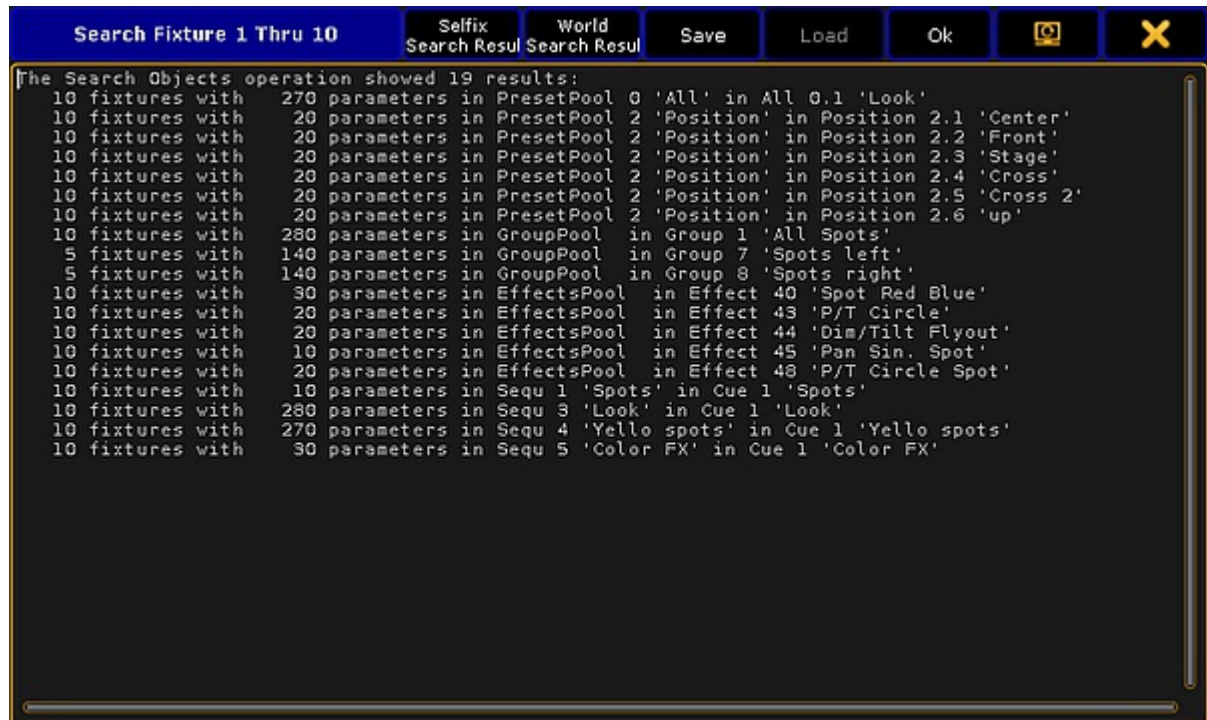 Search Fixture 1 Thru 10
Selfix Search Resul
World Search Resul
Save
Load
Ok
The Search Objects operation showed 19 results:
10 fixtures with 270 parameters in PresetPool 0 'All' in All 0.1 'Look'
10 fixtures with 20 parameters in PresetPool 2 'Position' in Position 2.1 'Center'
10 fixtures with 20 parameters in PresetPool 2 'Position' in Position 2.2 'Front'
10 fixtures with 20 parameters in PresetPool 2 'Position' in Position 2.3 'Stage'
10 fixtures with 20 parameters in PresetPool 2 'Position' in Position 2.4 'Cross'
10 fixtures with 20 parameters in PresetPool 2 'Position' in Position 2.5 'Cross 2'
10 fixtures with 20 parameters in PresetPool 2 'Position' in Position 2.6 'up'
10 fixtures with 280 parameters in GroupPool in Group 1 'All Spots'
5 fixtures with 140 parameters in GroupPool in Group 7 'Spots left'
5 fixtures with 140 parameters in GroupPool in Group 8 'Spots right'
10 fixtures with 30 parameters in EffectsPool in Effect 40 'Spot Red Blue'
10 fixtures with 20 parameters in EffectsPool in Effect 43 'P/T Circle'
10 fixtures with 20 parameters in EffectsPool in Effect 44 'Dim/Tilt Flyout'
10 fixtures with 10 parameters in EffectsPool in Effect 45 'Pan Sin. Spot'
10 fixtures with 20 parameters in EffectsPool in Effect 48 'P/T Circle Spot'
10 fixtures with 10 parameters in Sequ 1 'Spots' in Cue 1 'Spots'
10 fixtures with 280 parameters in Sequ 3 'Look' in Cue 1 'Look'
10 fixtures with 270 parameters in Sequ 4 'Yello spots' in Cue 1 'Yello spots'
10 fixtures with 30 parameters in Sequ 5 'Color FX' in Cue 1 'Color FX'